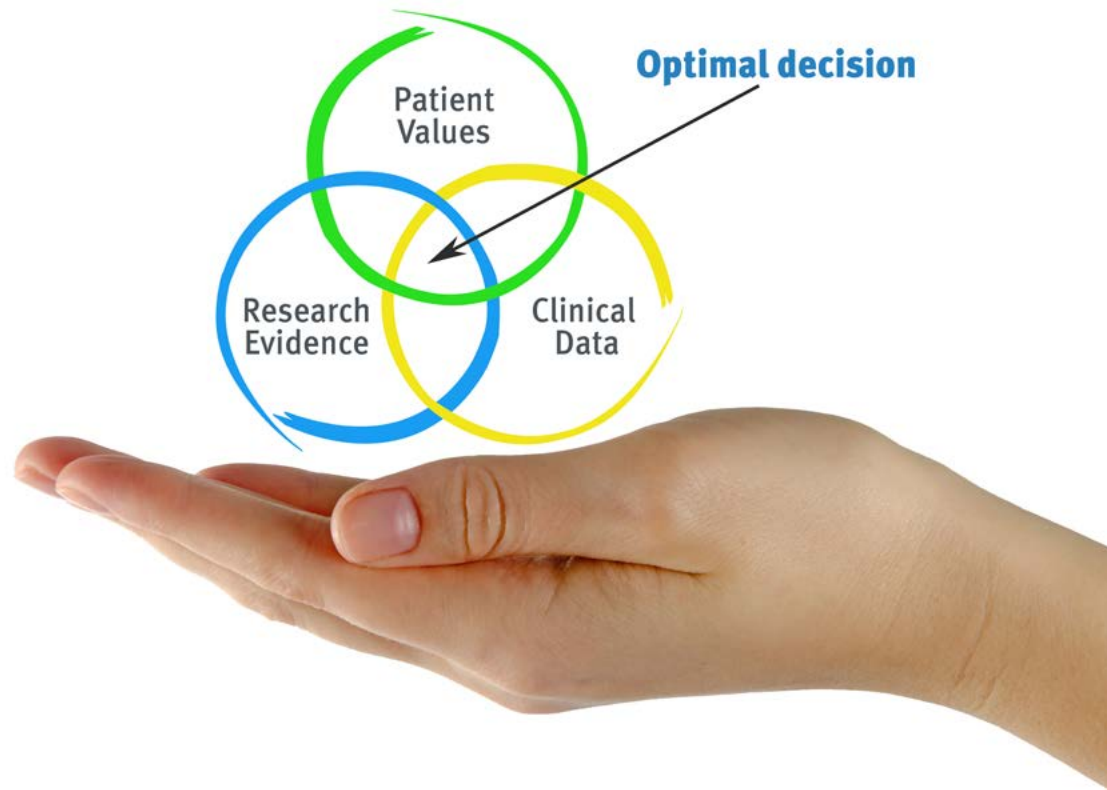 Optimal decision
Patient
Values
Research
Evidence
Clinical
Data